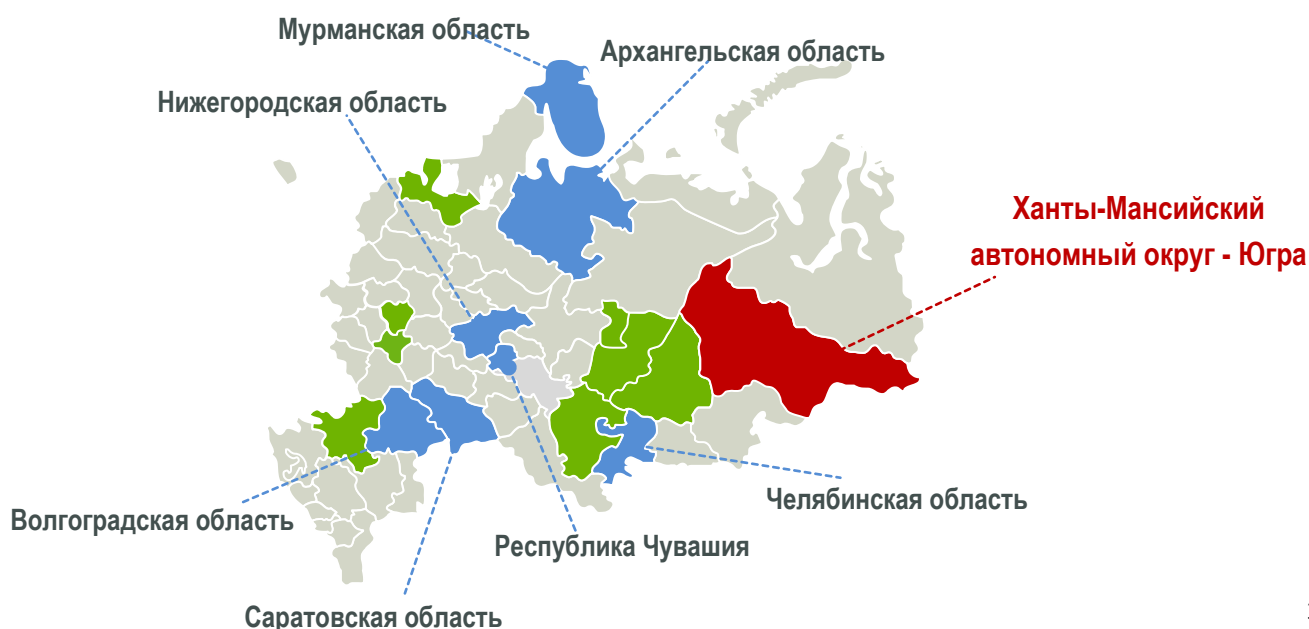 Мурманская область
Архангельская область
Нижегородская область
Ханты-Мансийский
автономный округ - Югра
Челябинская область
Волгоградская область
Республика Чувашия
Саратовская область